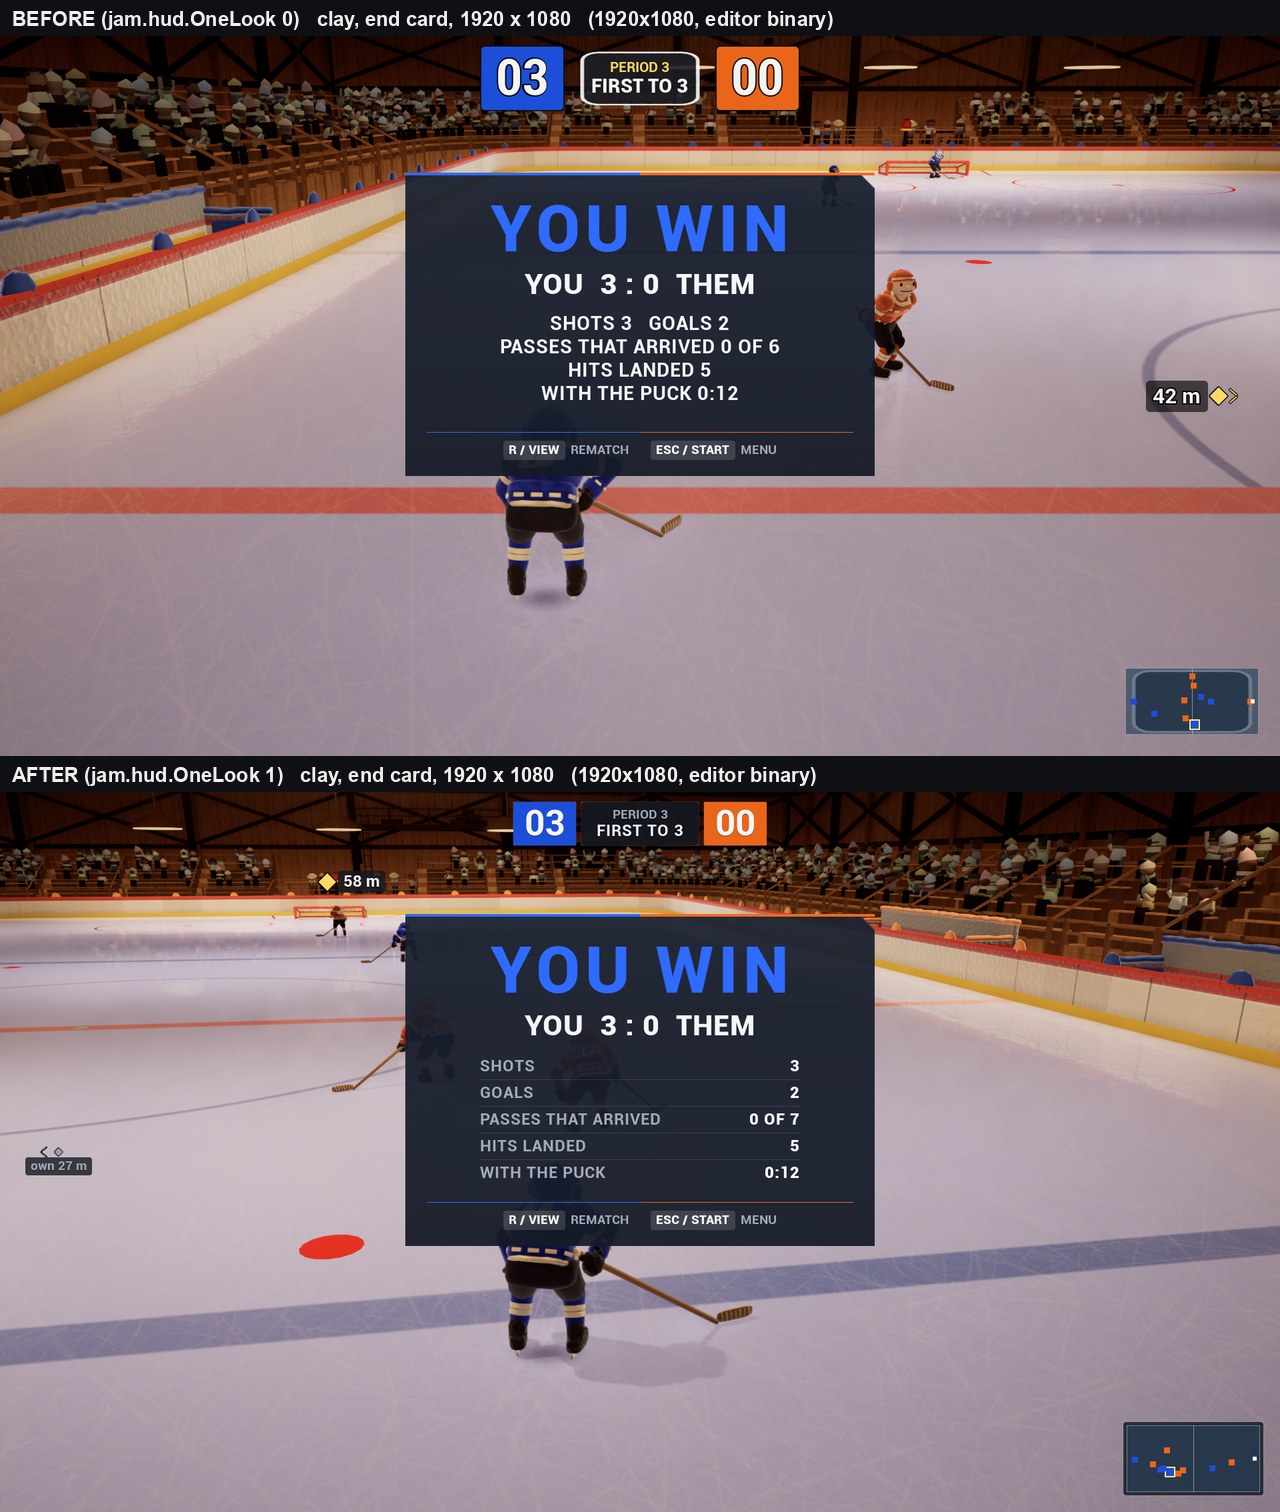 BEFORE (jam.hud.OneLook 0)   clay, end card, 1920 x 1080   (1920x1080, editor binary)
03 PERIOD 3 00
FIRST TO 3
YOU WIN
YOU 3 : 0 THEM
SHOTS 3 GOALS 2
PASSES THAT ARRIVED 0 OF 6
HITS LANDED 5
WITH THE PUCK 0:12
42 m
R / VIEW REMATCH ESC / START MENU
AFTER (jam.hud.OneLook 1)   clay, end card, 1920 x 1080   (1920x1080, editor binary)
03 PERIOD 3 00
FIRST TO 3
58 m
YOU WIN
YOU 3 : 0 THEM
SHOTS 3
GOALS 2
PASSES THAT ARRIVED 0 OF 7
HITS LANDED 5
own 27 m
WITH THE PUCK 0:12
R / VIEW REMATCH ESC / START MENU